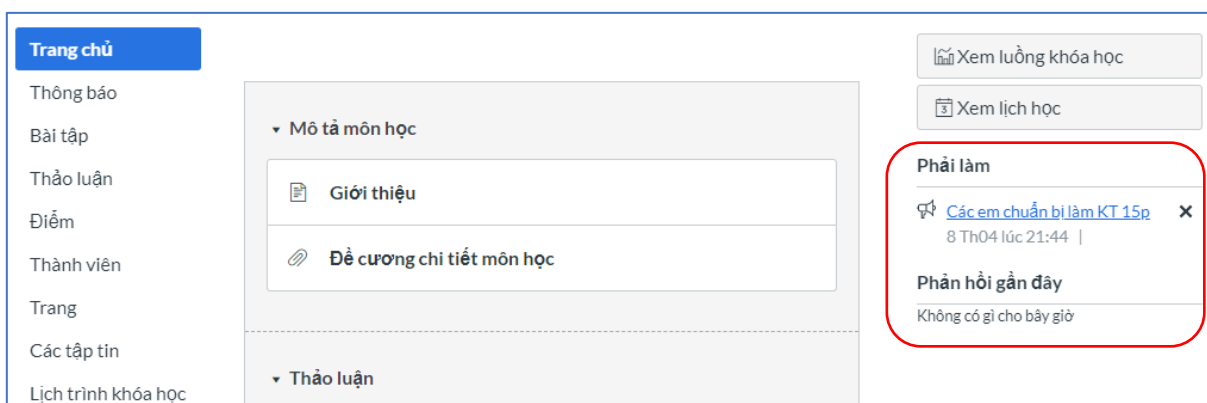 Trang chủ
Thông báo
Bài tập
Thảo luận
Điểm
Thành viên
Trang
Các tập tin
Lịch trình khóa học
Mô tả môn học
Giới thiệu
Đề cương chi tiết môn học
Thảo luận
Xem luồng khóa học
3 Xem lịch học
Phải làm
Các em chuẩn bị làm KT 15p
8 Th04 lúc 21:44 |
Phản hồi gần đây
Không có gì cho bây giờ